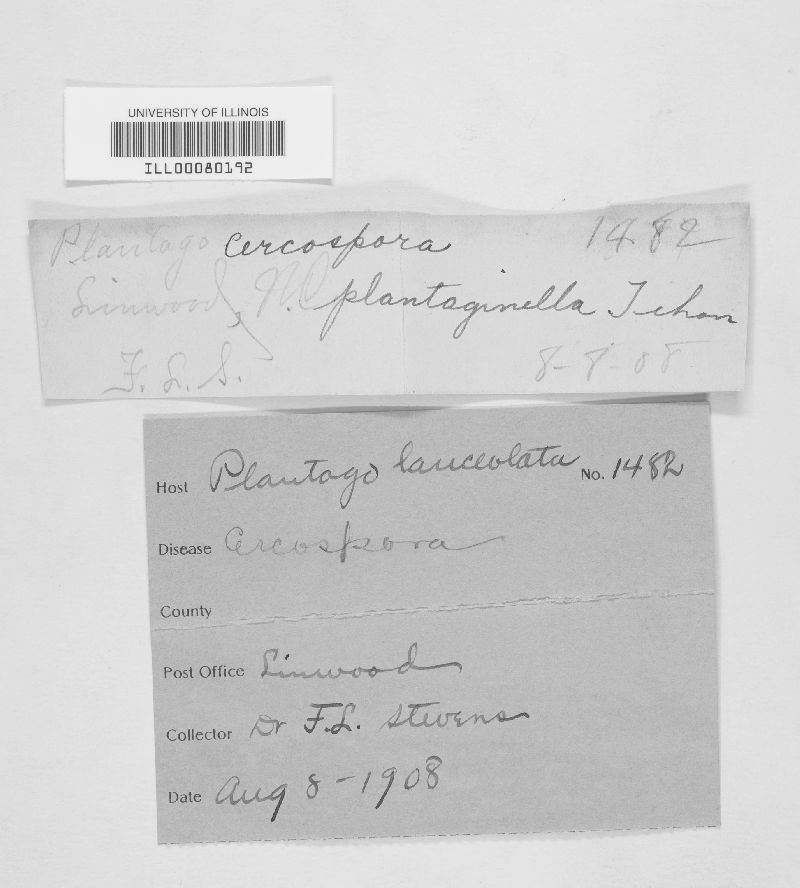 UNIVERSITY OF ILLINOIS
ILL00080192
Plantago Cercospora 1482
Linwood, N.C. plantaginella Tehon
F. L. S. 8-8-08
Host Plantago lanceolata No. 1482
Disease Cercospora
County
Post Office Linwood
Collector Dr F.L. Stevens
Date Aug 8-1908